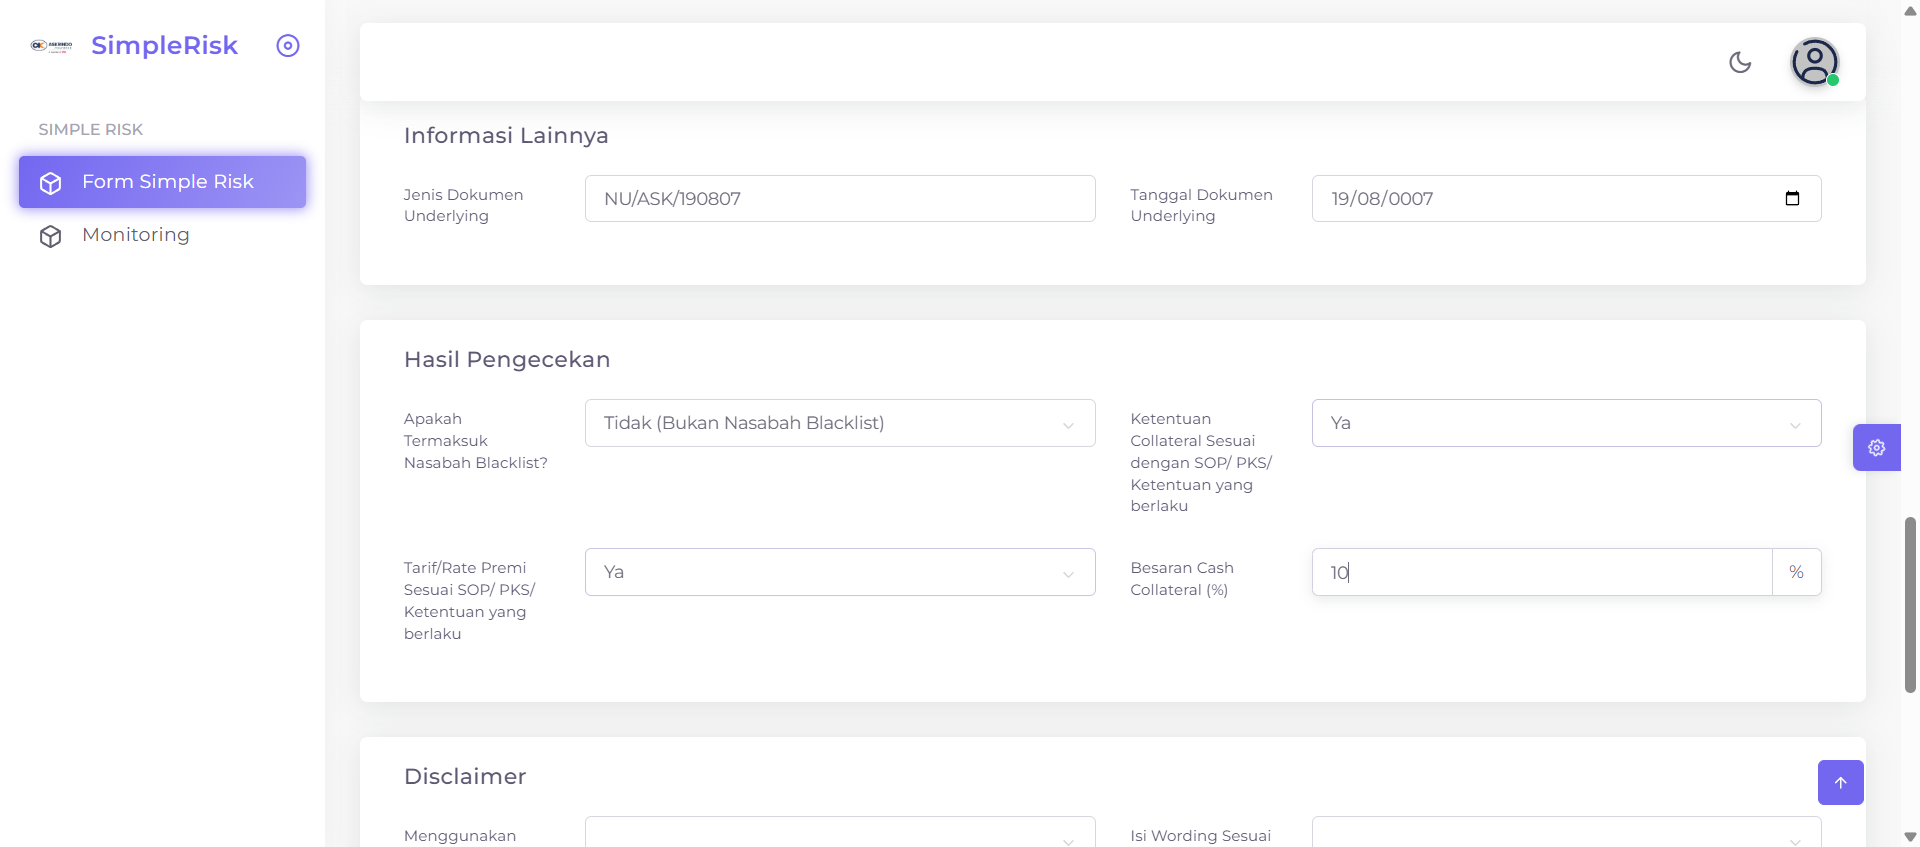 ASKRINDO
SimpleRisk
SIMPLE RISK
Form Simple Risk
Monitoring
Informasi Lainnya
Jenis Dokumen
Underlying
NU/ASK/190807
Tanggal Dokumen
Underlying
19/08/0007
Hasil Pengecekan
Apakah
Termaksuk
Nasabah Blacklist?
Tidak (Bukan Nasabah Blacklist)
Ketentuan
Collateral Sesuai
dengan SOP/ PKS/
Ketentuan yang
berlaku
Ya
Tarif/Rate Premi
Sesuai SOP/ PKS/
Ketentuan yang
berlaku
Ya
Besaran Cash
Collateral (%)
10
%
Disclaimer
Menggunakan
Isi Wording Sesuai